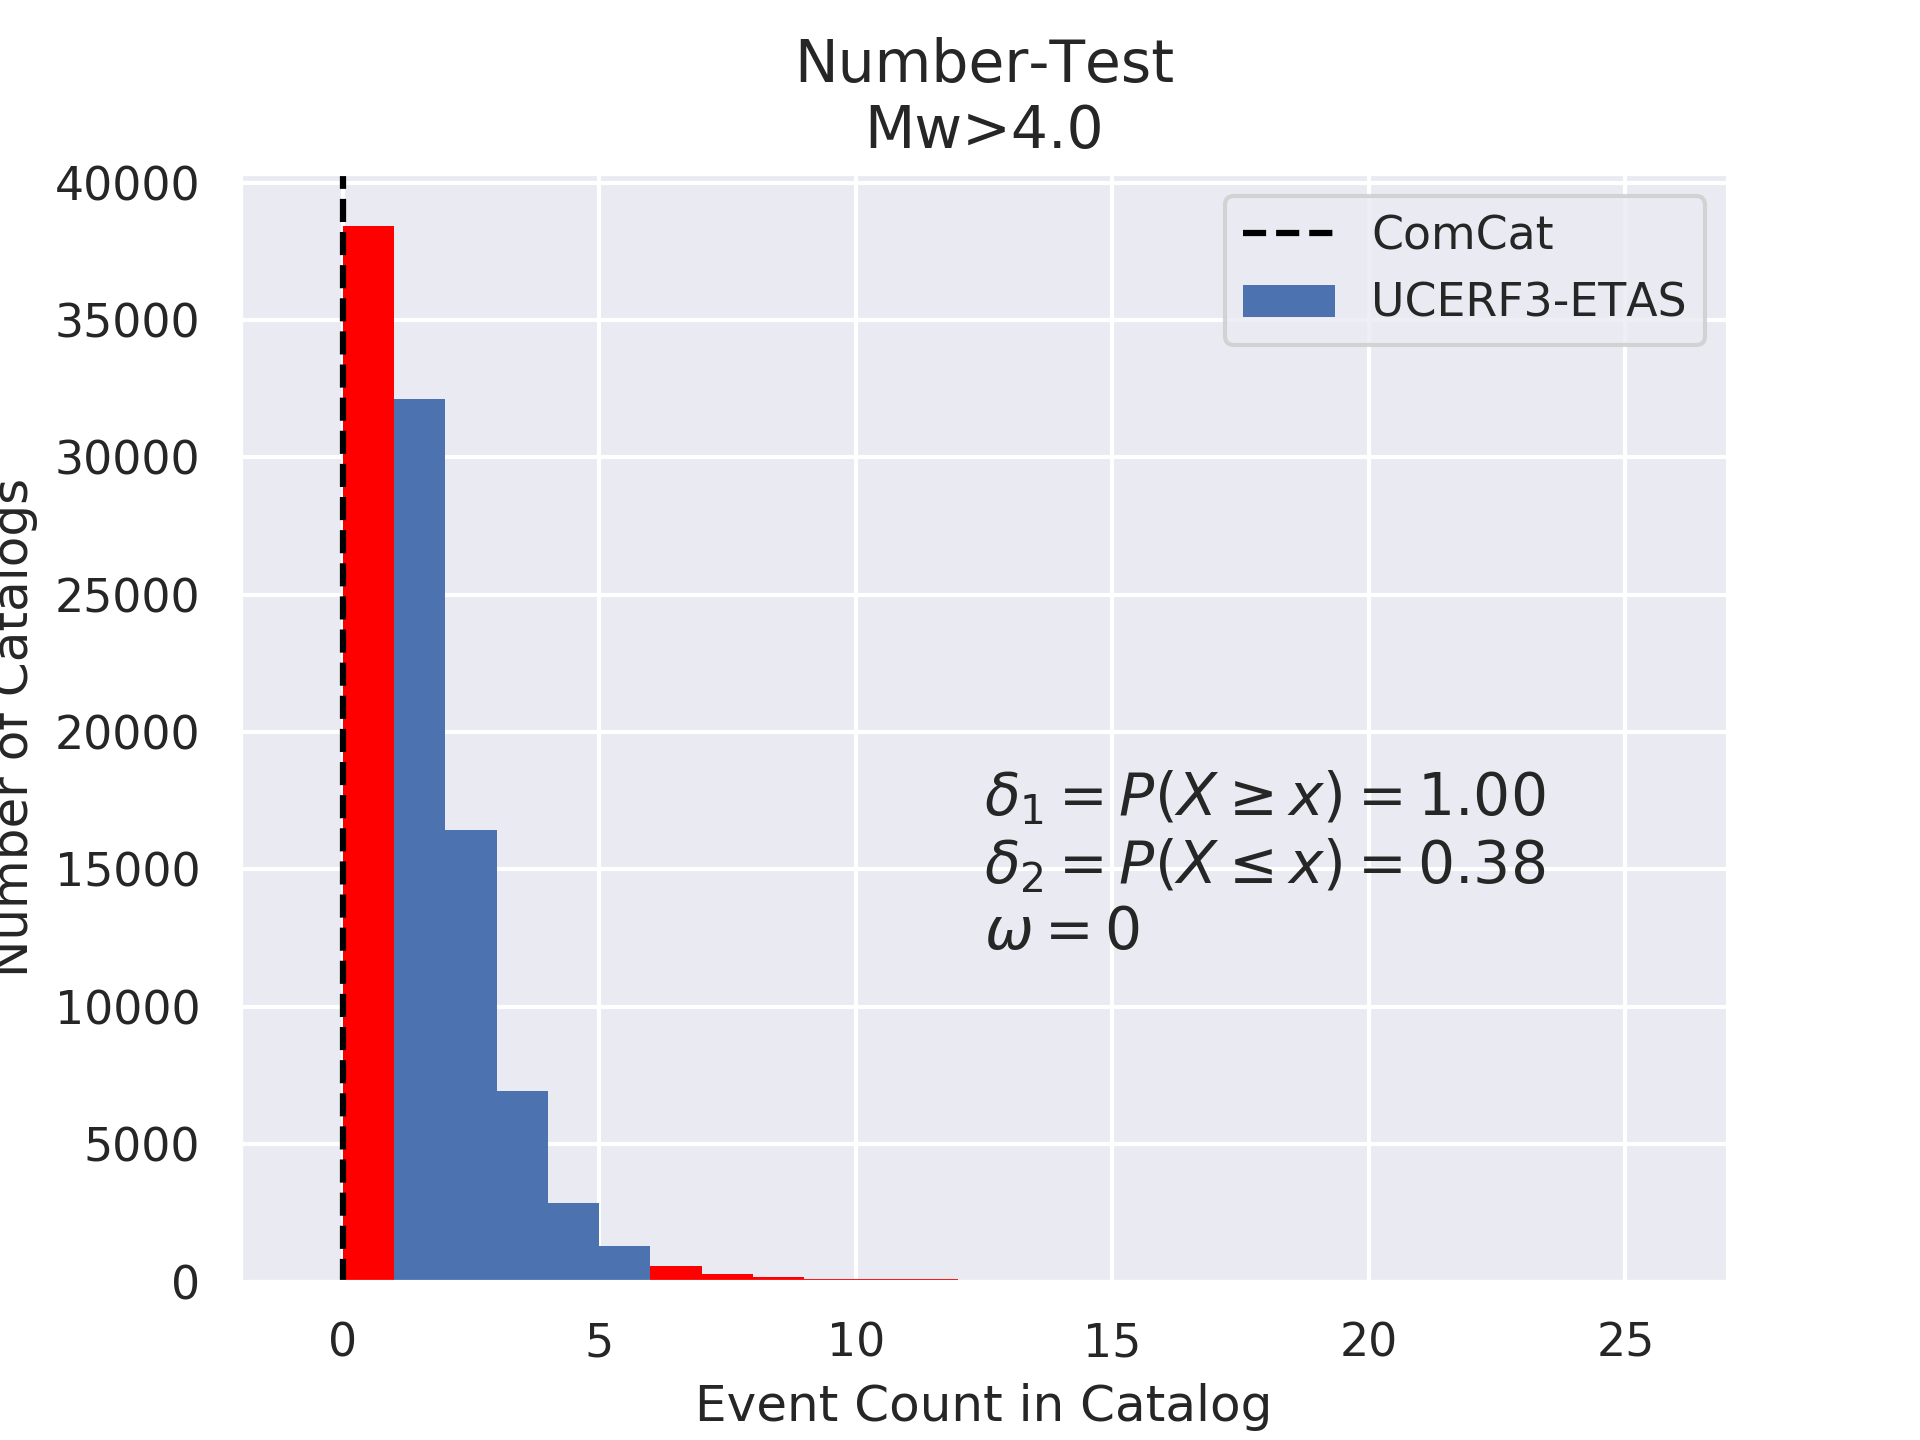 Number-Test
Mw>4.0
ComCat
UCERF3-ETAS
40000
35000
30000
25000
20000
15000
10000
5000
0
Number of Catalogs
δ₁ = P(X ≥ x) = 1.00
δ₂ = P(X ≤ x) = 0.38
ω = 0
0 5 10 15 20 25
Event Count in Catalog